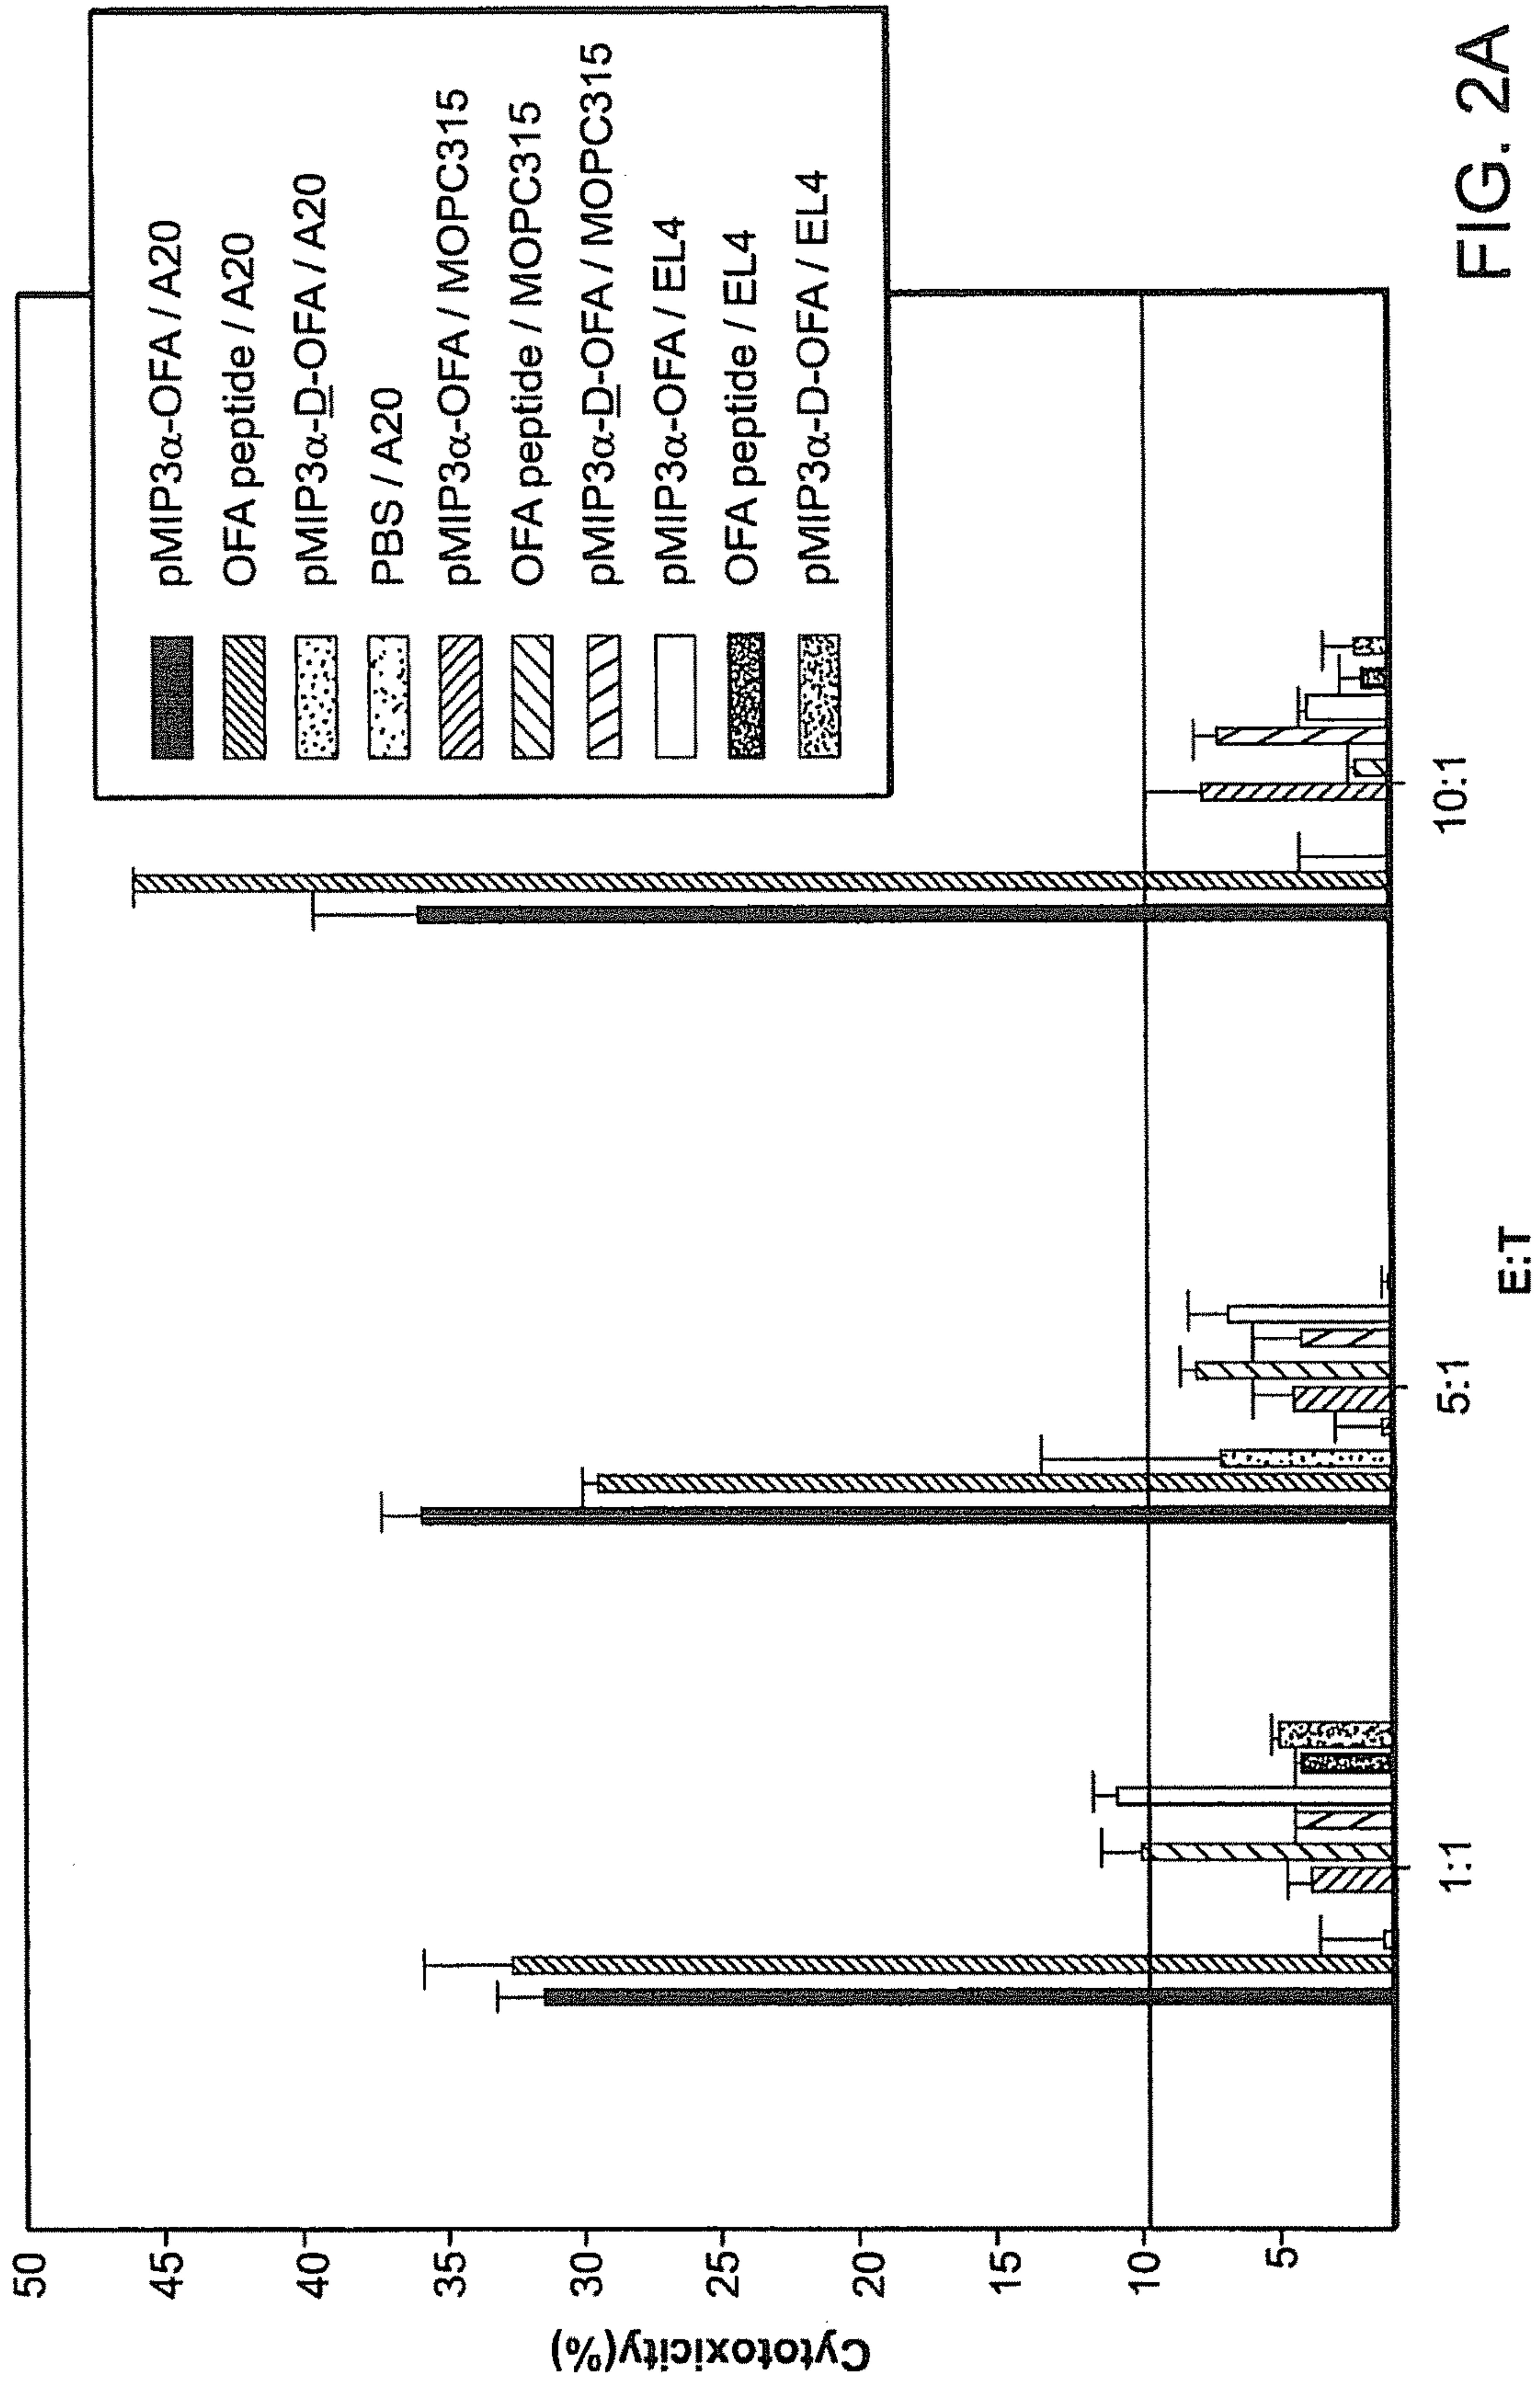 pMIP3α-OFA / A20
OFA peptide / A20
pMIP3α-D-OFA / A20
PBS / A20
pMIP3α-OFA / MOPC315
OFA peptide / MOPC315
pMIP3α-D-OFA / MOPC315
pMIP3α-OFA / EL4
OFA peptide / EL4
pMIP3α-D-OFA / EL4
50
45
40
35
30
25
20
15
10
5
Cytotoxicity(%)
1:1
5:1
10:1
E:T
FIG. 2A